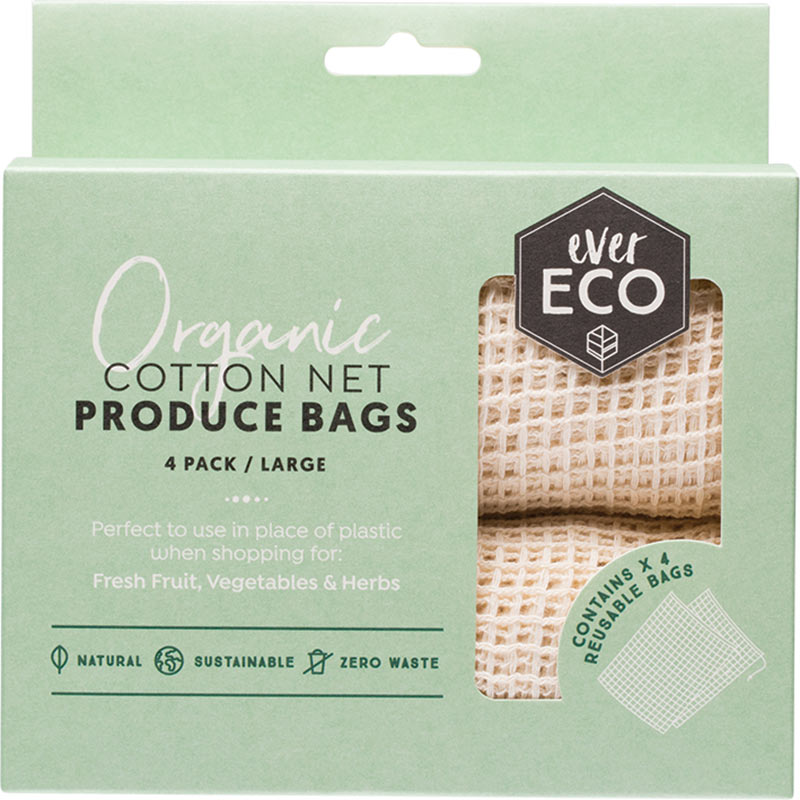 ever
ECO
Organic
COTTON NET
PRODUCE BAGS
4 PACK / LARGE
Perfect to use in place of plastic
when shopping for:
Fresh Fruit, Vegetables & Herbs
NATURAL SUSTAINABLE ZERO WASTE
CONTAINS X 4
REUSABLE BAGS